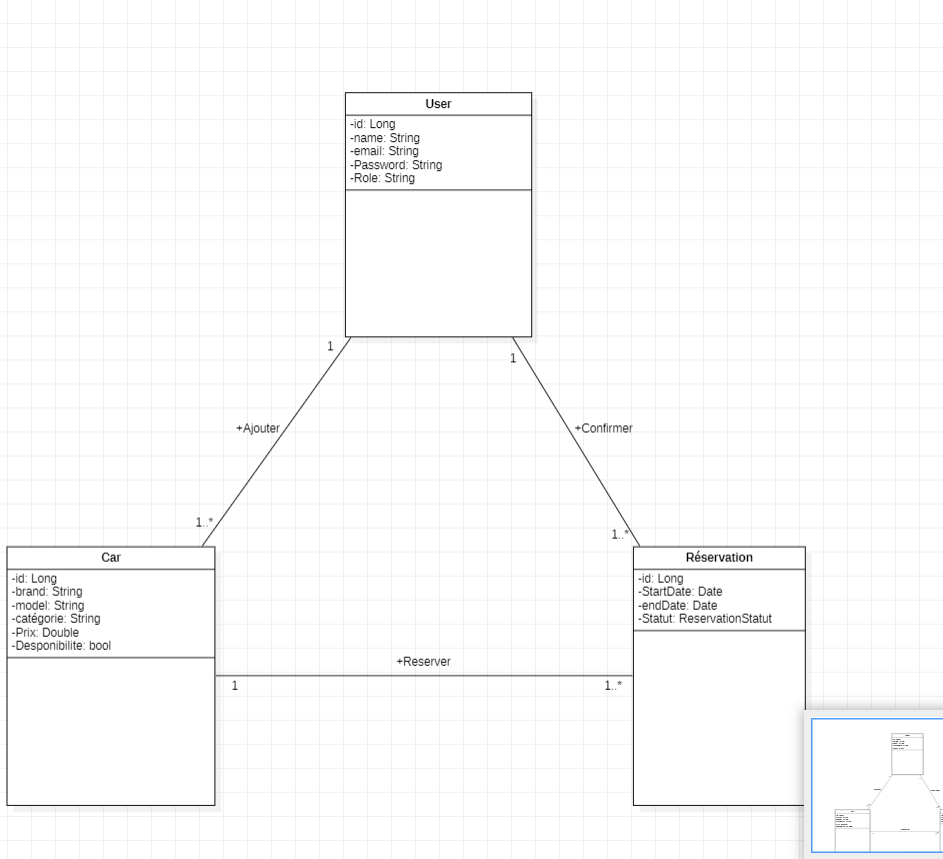 User
-id: Long
-name: String
-email: String
-Password: String
-Role: String
1
1
+Ajouter
+Confirmer
1..*
1..*
Car
-id: Long
-brand: String
-model: String
-catégorie: String
-Prix: Double
-Desponibilite: bool
Réservation
-id: Long
-StartDate: Date
-endDate: Date
-Statut: ReservationStatut
+Reserver
1
1..*